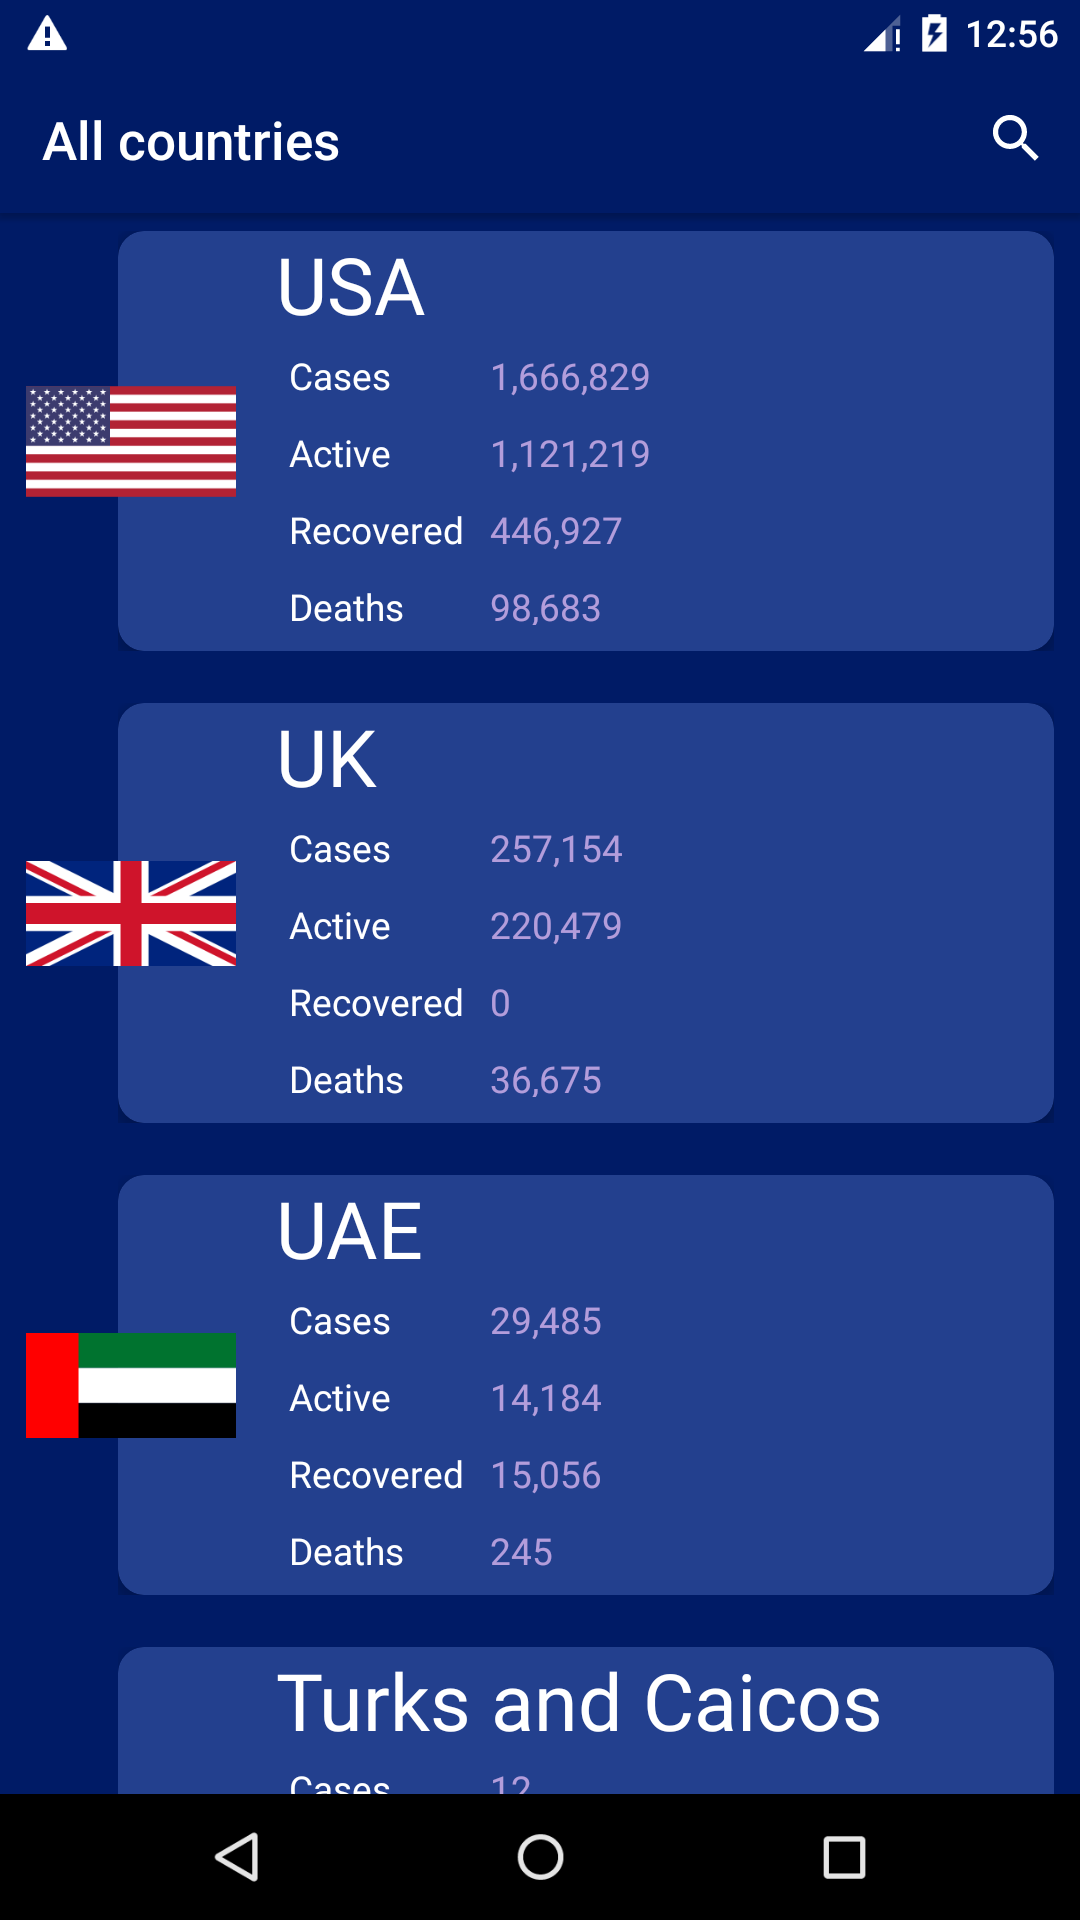 12:56
All countries
USA
Cases 1,666,829
Active 1,121,219
Recovered 446,927
Deaths 98,683
UK
Cases 257,154
Active 220,479
Recovered 0
Deaths 36,675
UAE
Cases 29,485
Active 14,184
Recovered 15,056
Deaths 245
Turks and Caicos
Cases 12